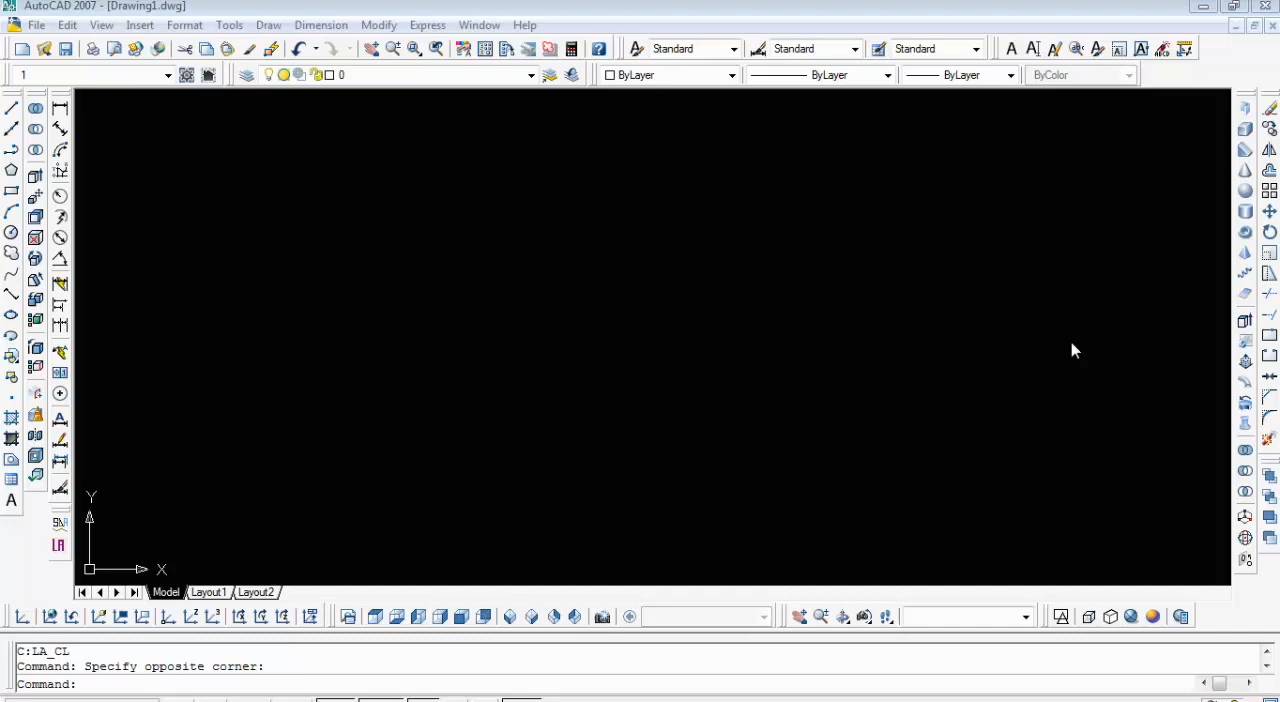 AutoCAD 2007 - [Drawing1.dwg]
File Edit View Insert Format Tools Draw Dimension Modify Express Window Help
Standard Standard Standard
1 0 ByLayer ByLayer ByLayer ByColor
A
LA
Y
X
Model Layout1 Layout2
C:LA_CL
Command: Specify opposite corner:
Command: